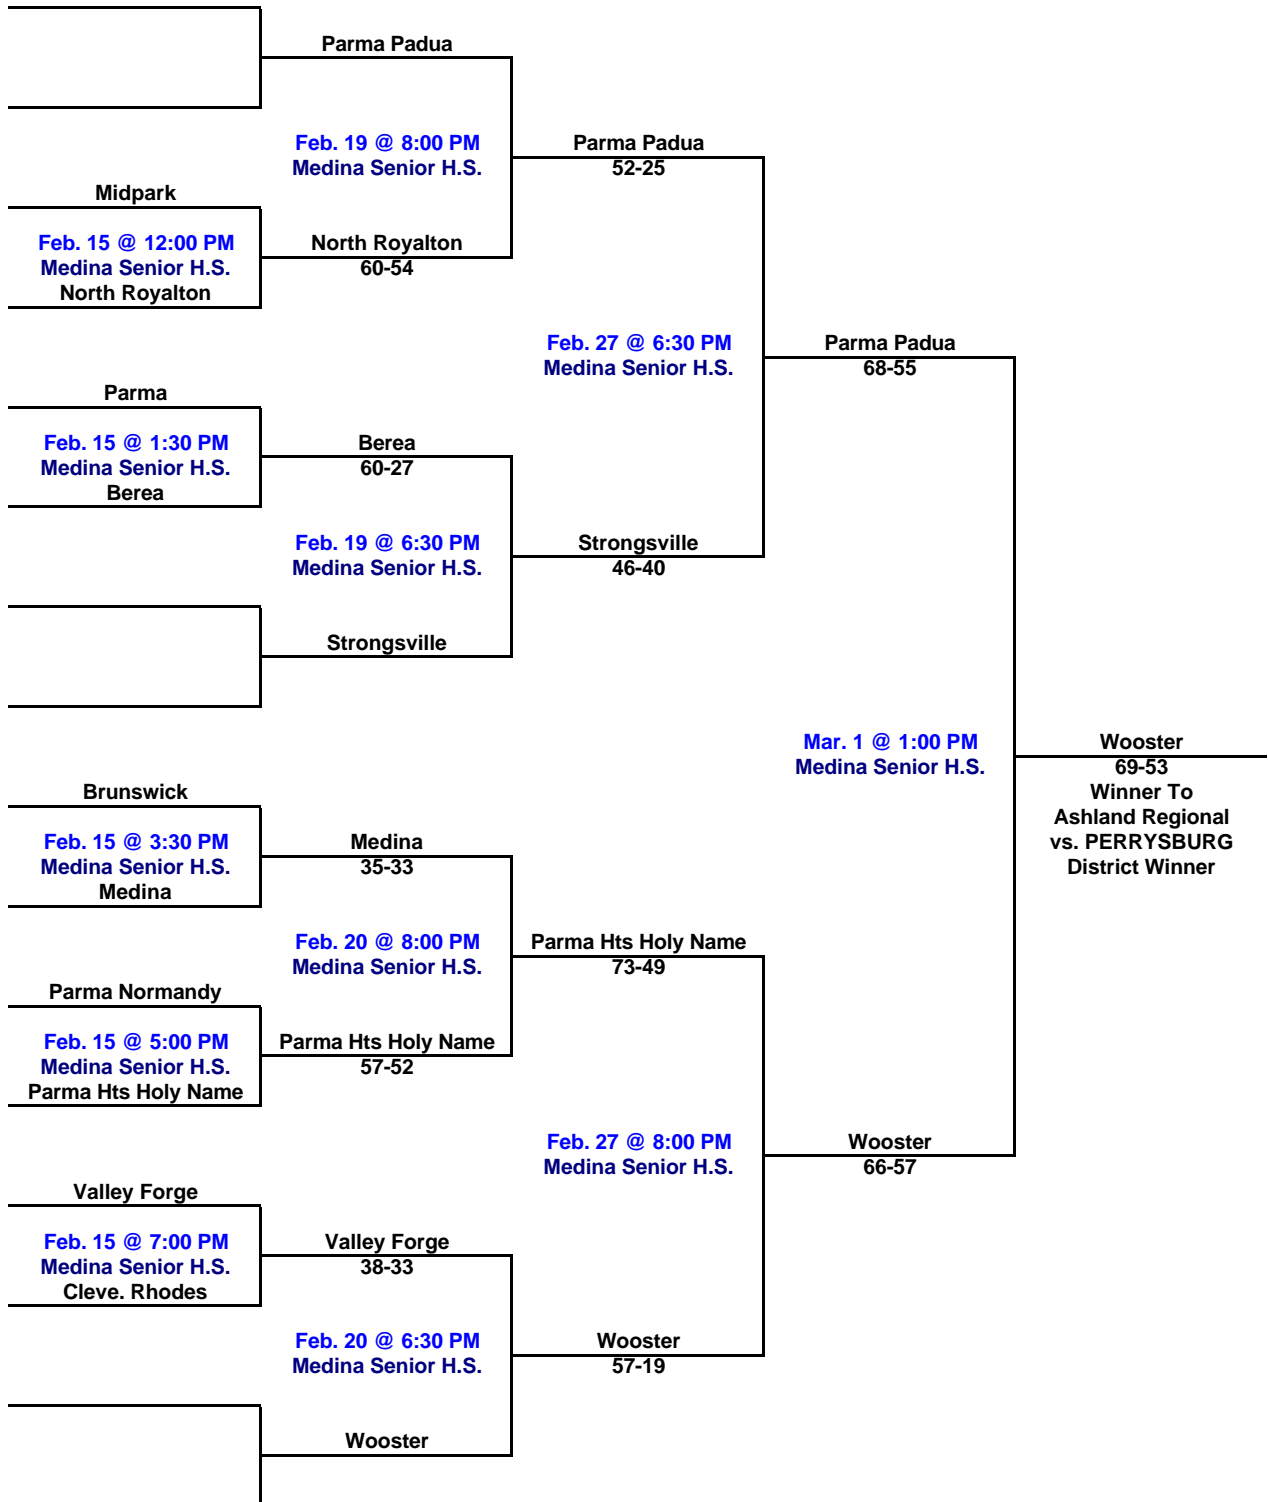 Parma Padua
Feb. 19 @ 8:00 PM
Medina Senior H.S.
Parma Padua
52-25
Midpark
Feb. 15 @ 12:00 PM
Medina Senior H.S.
North Royalton
North Royalton
60-54
Feb. 27 @ 6:30 PM
Medina Senior H.S.
Parma Padua
68-55
Parma
Feb. 15 @ 1:30 PM
Medina Senior H.S.
Berea
Berea
60-27
Feb. 19 @ 6:30 PM
Medina Senior H.S.
Strongsville
46-40
Strongsville
Mar. 1 @ 1:00 PM
Medina Senior H.S.
Wooster
69-53
Winner To
Ashland Regional
vs. PERRYSBURG
District Winner
Brunswick
Feb. 15 @ 3:30 PM
Medina Senior H.S.
Medina
Medina
35-33
Feb. 20 @ 8:00 PM
Medina Senior H.S.
Parma Hts Holy Name
73-49
Parma Normandy
Feb. 15 @ 5:00 PM
Medina Senior H.S.
Parma Hts Holy Name
Parma Hts Holy Name
57-52
Feb. 27 @ 8:00 PM
Medina Senior H.S.
Wooster
66-57
Valley Forge
Feb. 15 @ 7:00 PM
Medina Senior H.S.
Cleve. Rhodes
Valley Forge
38-33
Feb. 20 @ 6:30 PM
Medina Senior H.S.
Wooster
57-19
Wooster